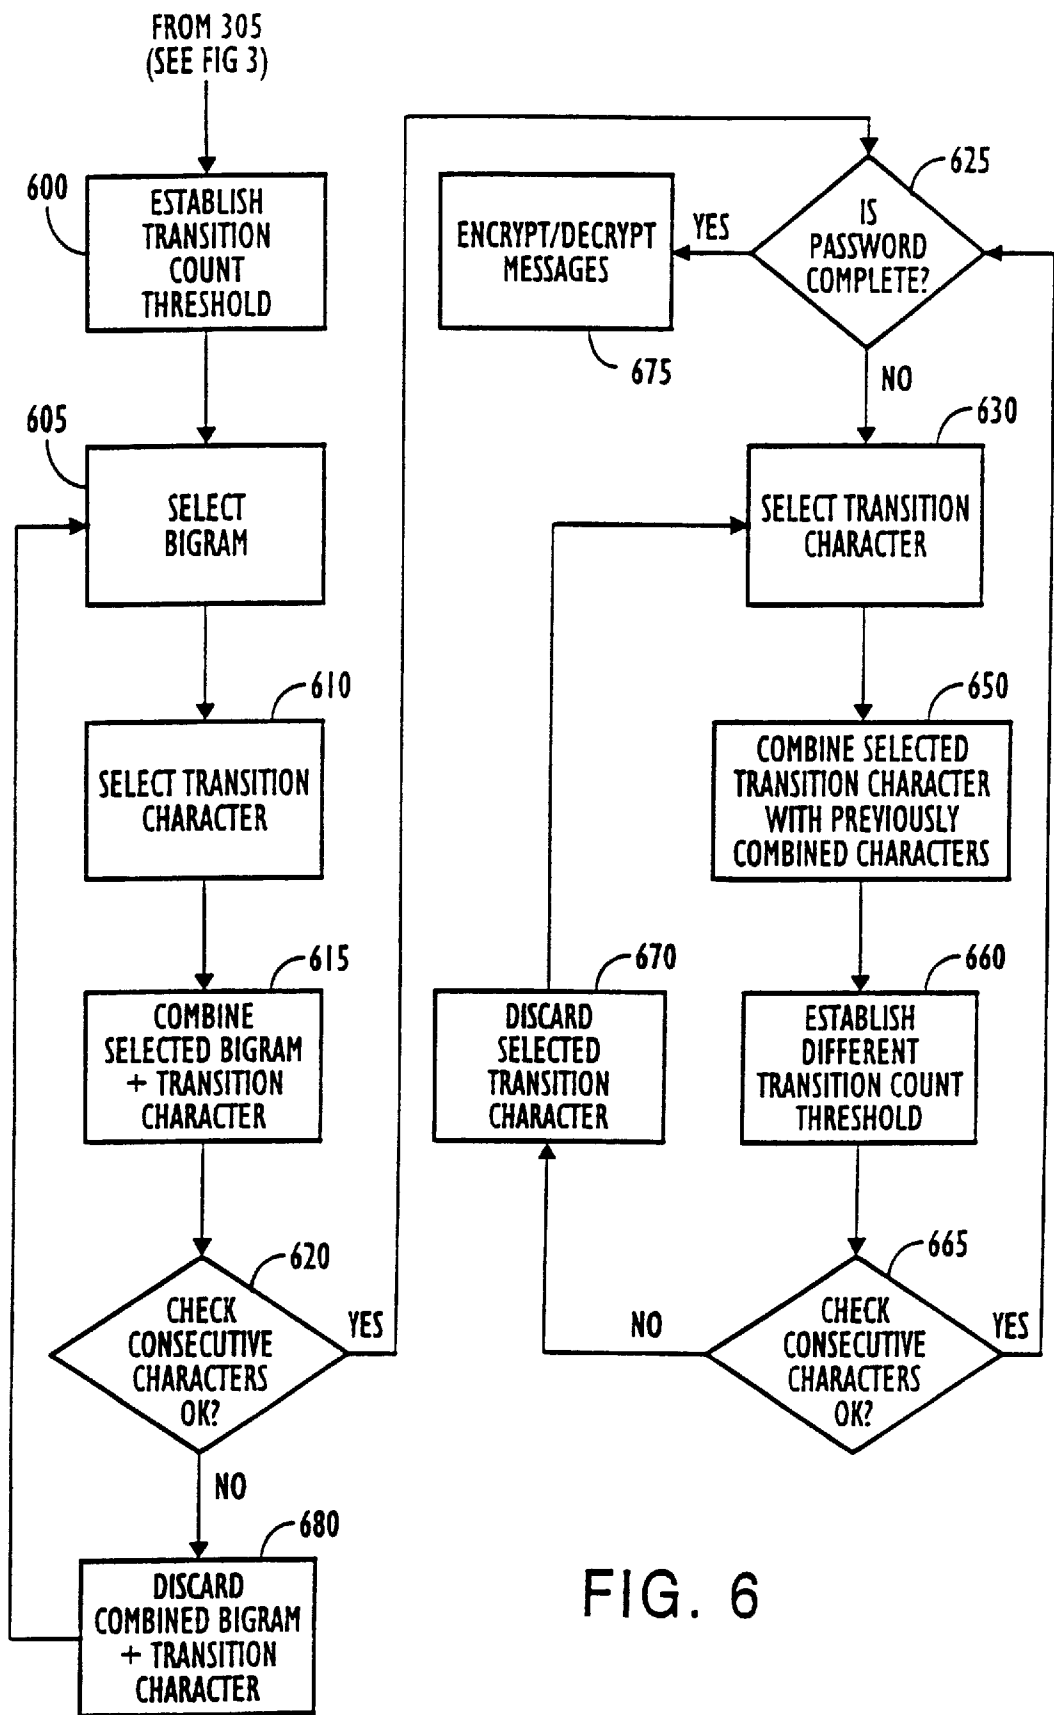 FROM 305
(SEE FIG 3)
600
ESTABLISH
TRANSITION
COUNT
THRESHOLD
605
SELECT
BIGRAM
610
SELECT TRANSITION
CHARACTER
615
COMBINE
SELECTED BIGRAM
+ TRANSITION
CHARACTER
620
CHECK
CONSECUTIVE
CHARACTERS
OK?
YES
NO
680
DISCARD
COMBINED BIGRAM
+ TRANSITION
CHARACTER
625
IS
PASSWORD
COMPLETE?
YES
ENCRYPT/DECRYPT
MESSAGES
675
NO
630
SELECT TRANSITION
CHARACTER
650
COMBINE SELECTED
TRANSITION CHARACTER
WITH PREVIOUSLY
COMBINED CHARACTERS
660
ESTABLISH
DIFFERENT
TRANSITION COUNT
THRESHOLD
665
CHECK
CONSECUTIVE
CHARACTERS
OK?
YES
NO
670
DISCARD
SELECTED
TRANSITION
CHARACTER
FIG. 6